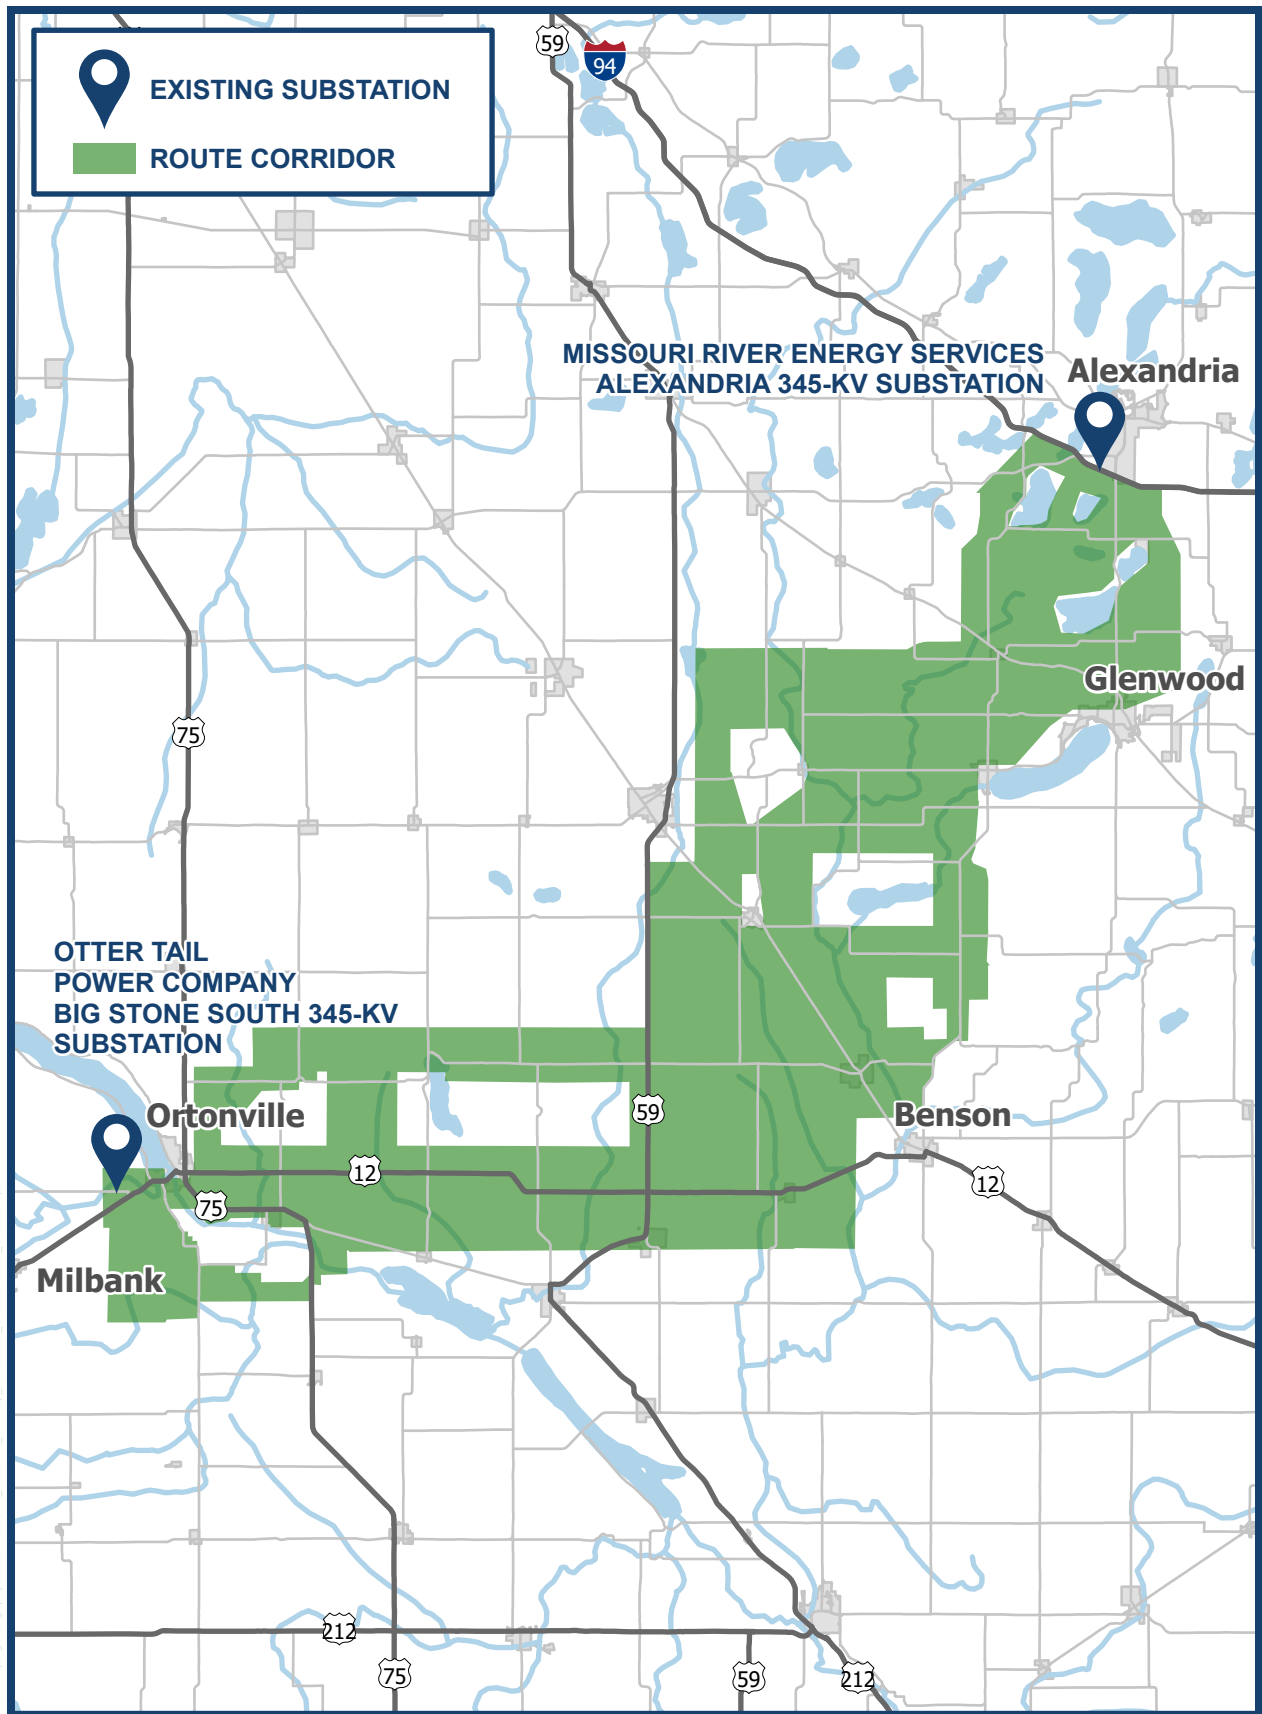 EXISTING SUBSTATION
ROUTE CORRIDOR
59
94
MISSOURI RIVER ENERGY SERVICES
ALEXANDRIA 345-KV SUBSTATION
Alexandria
Glenwood
75
OTTER TAIL
POWER COMPANY
BIG STONE SOUTH 345-KV
SUBSTATION
Ortonville
59
Benson
12
12
75
Milbank
212
75
59
212